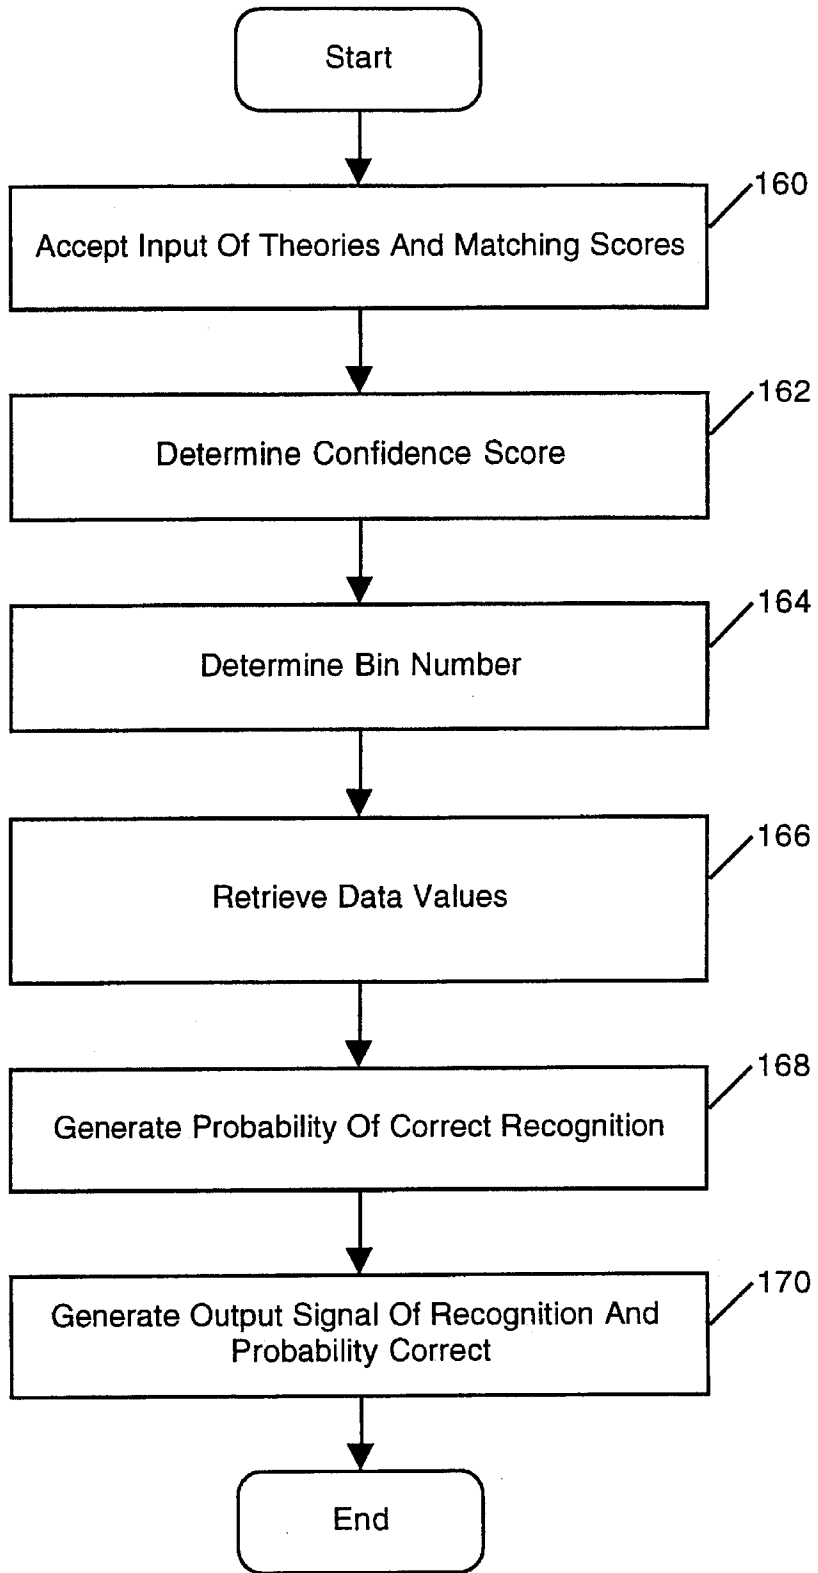 Start
160
Accept Input Of Theories And Matching Scores
162
Determine Confidence Score
164
Determine Bin Number
166
Retrieve Data Values
168
Generate Probability Of Correct Recognition
170
Generate Output Signal Of Recognition And
Probability Correct
End